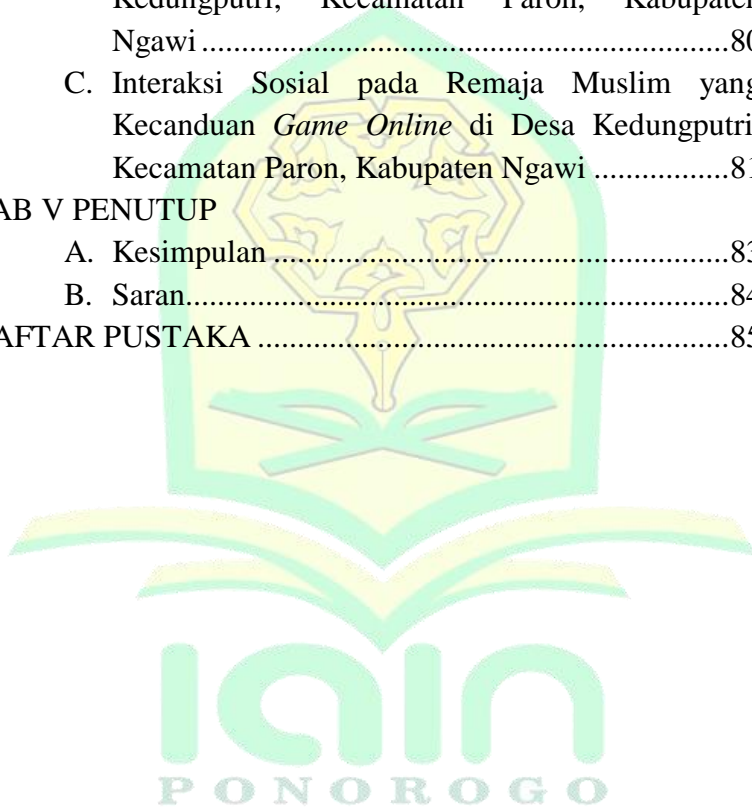 Kedungputri, Kecamatan Paron, Kabupaten
Ngawi ....................................................................80
C. Interaksi Sosial pada Remaja Muslim yang
Kecanduan Game Online di Desa Kedungputri
Kecamatan Paron, Kabupaten Ngawi .................81
AB V PENUTUP
A. Kesimpulan ..........................................................83
B. Saran......................................................................84
AFTAR PUSTAKA ............................................................85
iain
PONOROGO